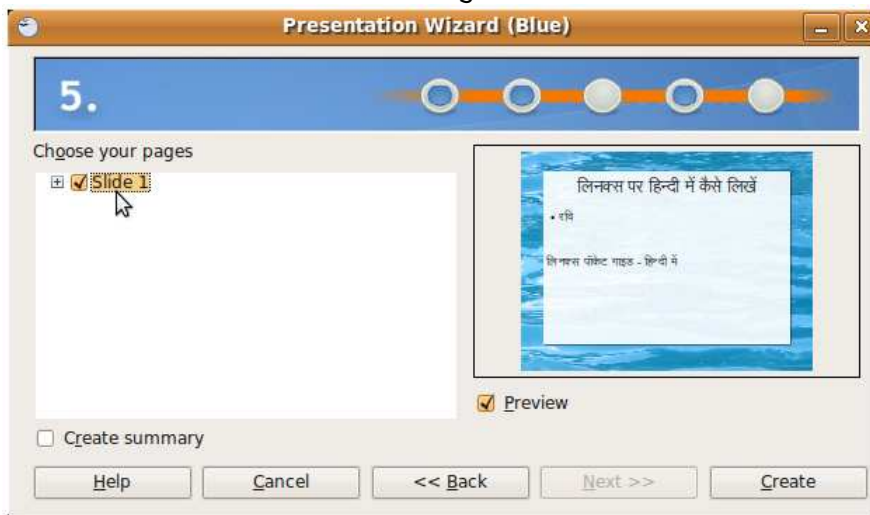 Presentation Wizard (Blue)
5.
Choose your pages
Slide 1
लिनक्स पर हिन्दी में कैसे लिखें
• रवि
लिनक्स पॉकेट गाइड - हिन्दी में
Preview
Create summary
Help
Cancel
<< Back
Next >>
Create